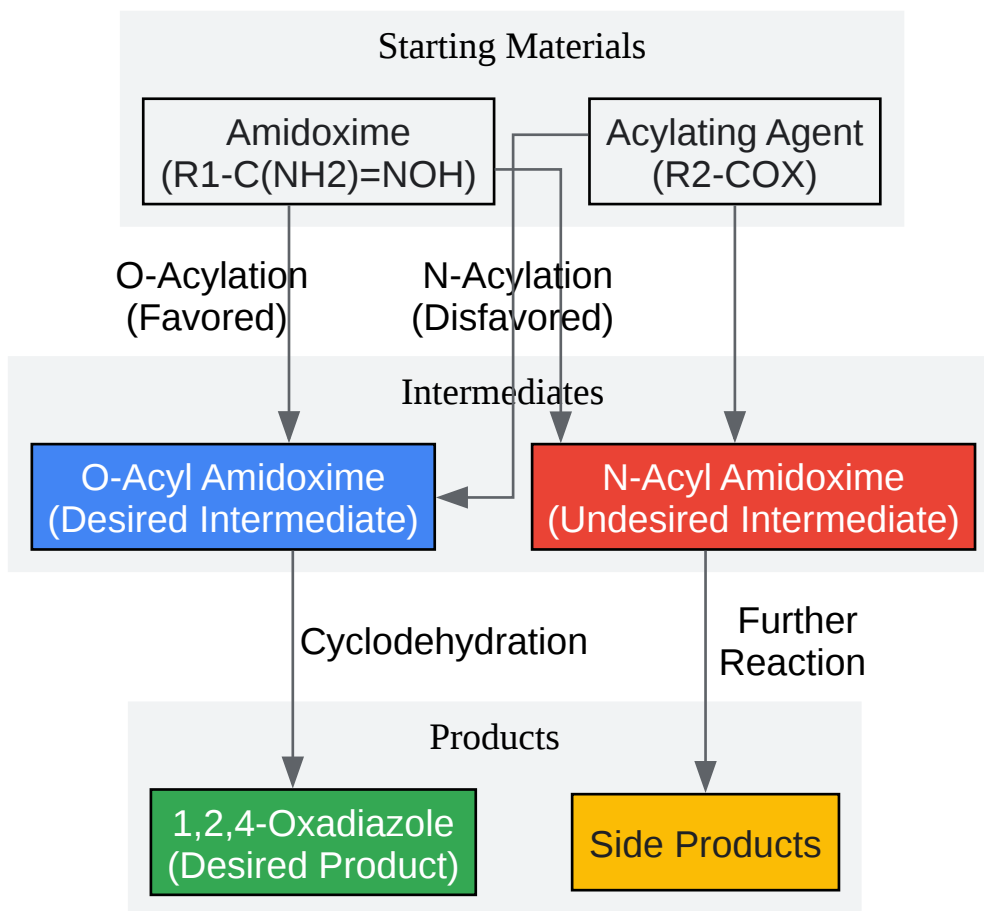 Starting Materials
Amidoxime
(R1-C(NH2)=NOH)
Acylating Agent
(R2-COX)
O-Acylation
(Favored)
N-Acylation
(Disfavored)
Intermediates
O-Acyl Amidoxime
(Desired Intermediate)
N-Acyl Amidoxime
(Undesired Intermediate)
Cyclodehydration
Further
Reaction
Products
1,2,4-Oxadiazole
(Desired Product)
Side Products